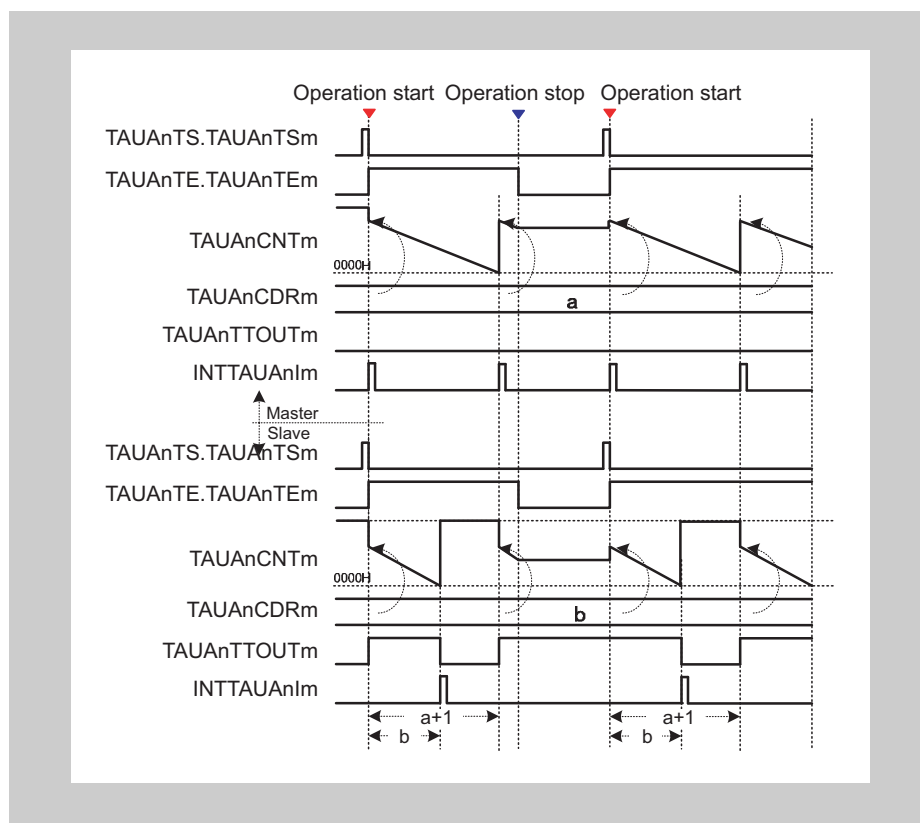 Operation start Operation stop Operation start
TAUAnTS.TAUAnTSm
TAUAnTE.TAUAnTEm
TAUAnCNTm
0000H
TAUAnCDRm
a
TAUAnTTOUTm
INTTAUAnIm
Master
Slave
TAUAnTS.TAUAnTSm
TAUAnTE.TAUAnTEm
TAUAnCNTm
0000H
TAUAnCDRm
b
TAUAnTTOUTm
INTTAUAnIm
a+1 a+1
b b